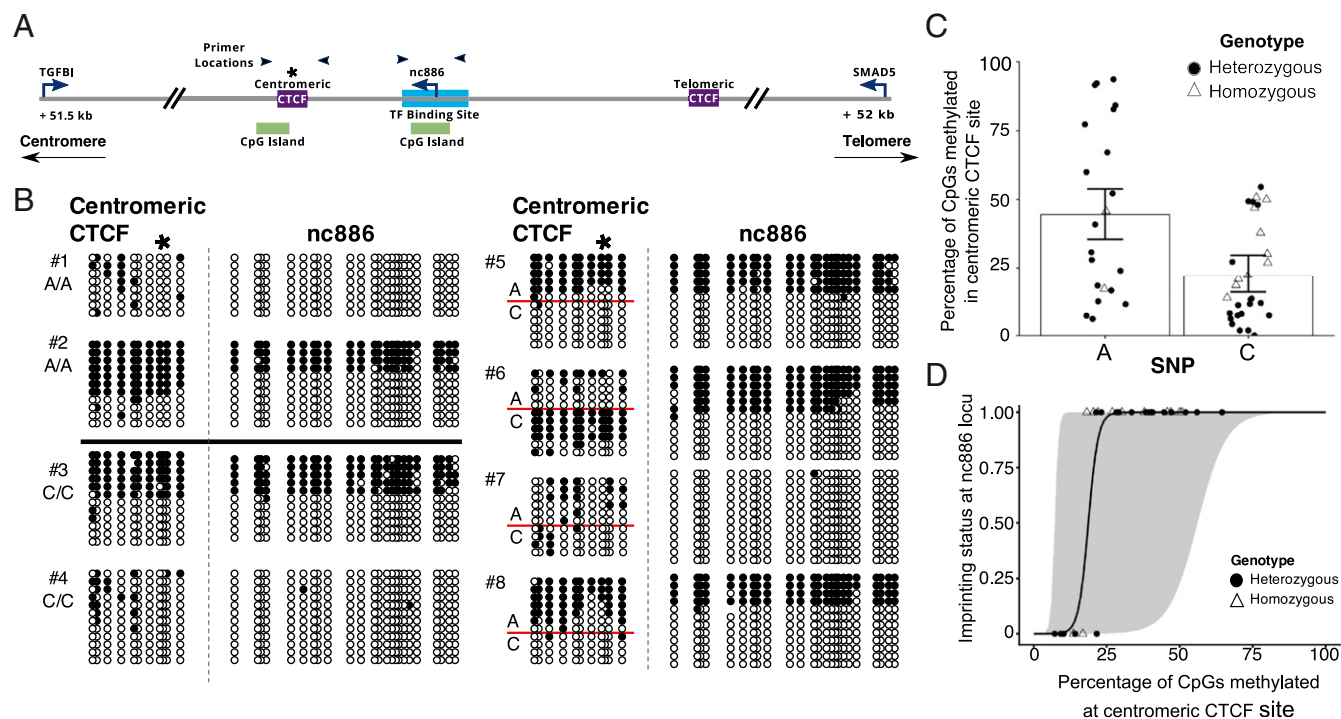 A
Primer
Locations
TGFBI
*
Centromeric
nc886
Telomeric
SMAD5
CTCF
CTCF
+ 51.5 kb
TF Binding Site
+ 52 kb
CpG Island
CpG Island
Centromere
Telomere
B
Centromeric
CTCF *
nc886
#1
A/A
#2
A/A
#3
C/C
#4
C/C
Centromeric
CTCF *
nc886
#5
A
C
#6
A
C
#7
A
C
#8
A
C
C
Genotype
Heterozygous
Homozygous
Percentage of CpGs methylated
in centromeric CTCF site
100
75
50
25
0
A
C
SNP
D
Imprinting status at nc886 locu
1.00
0.75
0.50
0.25
0
Genotype
Heterozygous
Homozygous
0
25
50
75
100
Percentage of CpGs methylated
at centromeric CTCF site